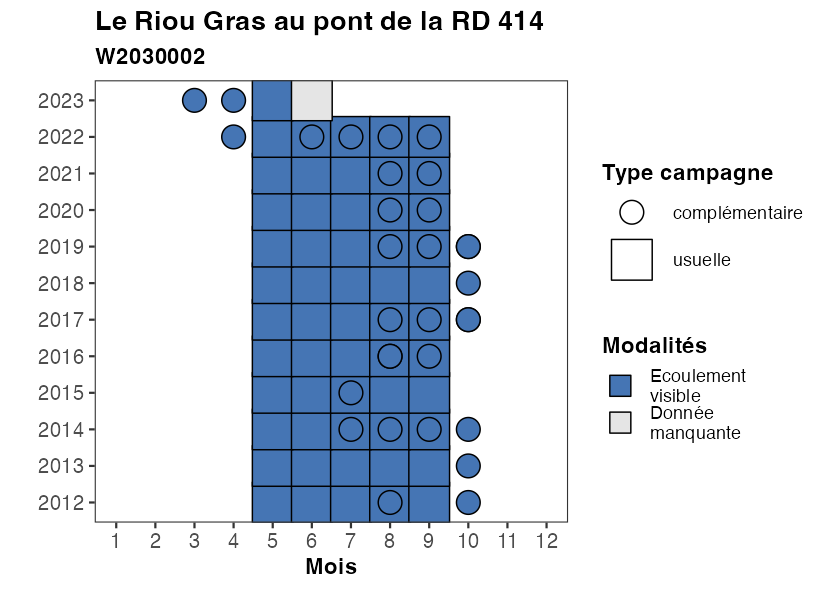 Le Riou Gras au pont de la RD 414
W2030002
2023
2022
2021
2020
2019
2018
2017
2016
2015
2014
2013
2012
1 2 3 4 5 6 7 8 9 10 11 12
Mois
Type campagne
complémentaire
usuelle
Modalités
Ecoulement
visible
Donnée
manquante